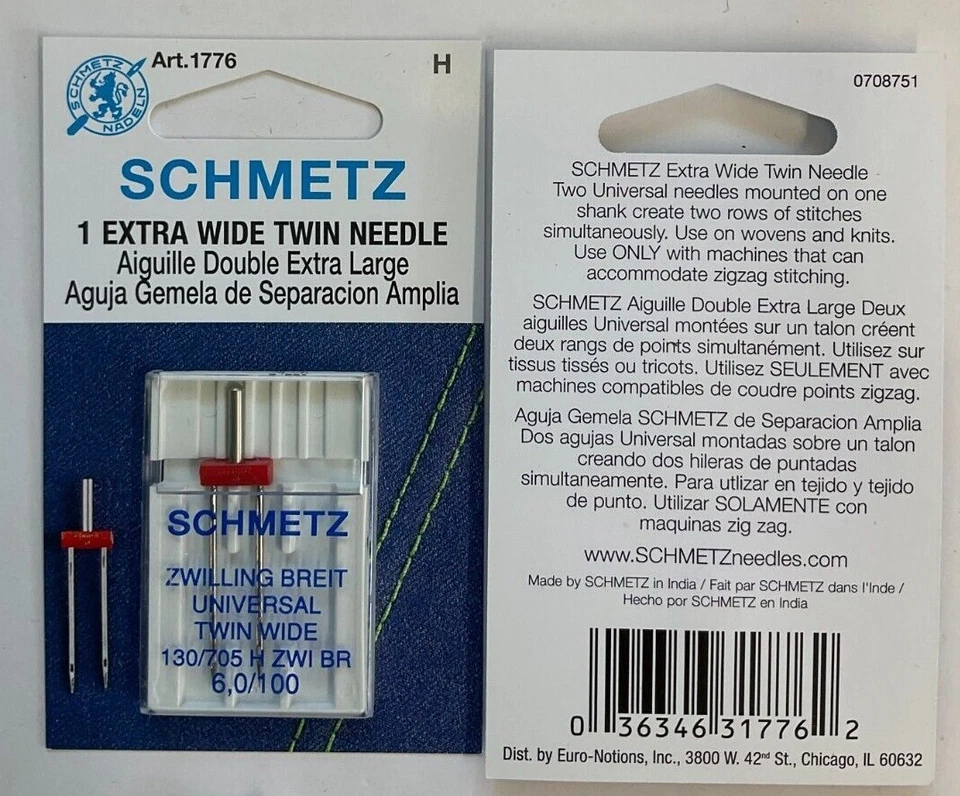 SCHMETZ
NADELN
Art.1776
H
SCHMETZ
1 EXTRA WIDE TWIN NEEDLE
Aiguille Double Extra Large
Aguja Gemela de Separacion Amplia
SCHMETZ
ZWILLING BREIT
UNIVERSAL
TWIN WIDE
130/705 H ZWI BR
6,0/100
0708751
SCHMETZ Extra Wide Twin Needle
Two Universal needles mounted on one
shank create two rows of stitches
simultaneously. Use on wovens and knits.
Use ONLY with machines that can
accommodate zigzag stitching.
SCHMETZ Aiguille Double Extra Large Deux
aiguilles Universal montées sur un talon créent
deux rangs de points simultanément. Utilisez sur
tissus tissés ou tricots. Utilisez SEULEMENT avec
machines compatibles de coudre points zigzag.
Aguja Gemela SCHMETZ de Separacion Amplia
Dos agujas Universal montadas sobre un talon
creando dos hileras de puntadas
simultaneamente. Para utlizar en tejido y tejido
de punto. Utilizar SOLAMENTE con
maquinas zig zag.
www.SCHMETZneedles.com
Made by SCHMETZ in India / Fait par SCHMETZ dans l'Inde /
Hecho por SCHMETZ en India
0 36346 31776 2
Dist. by Euro-Notions, Inc., 3800 W. 42nd St., Chicago, IL 60632